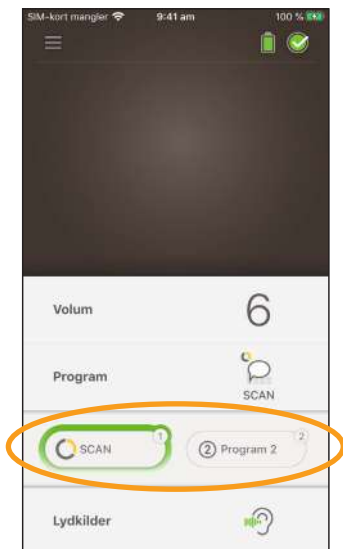 SIM-kort mangler 9:41 am 100 %
Volum 6
Program
SCAN
SCAN 1 2 Program 2 2
Lydkilder